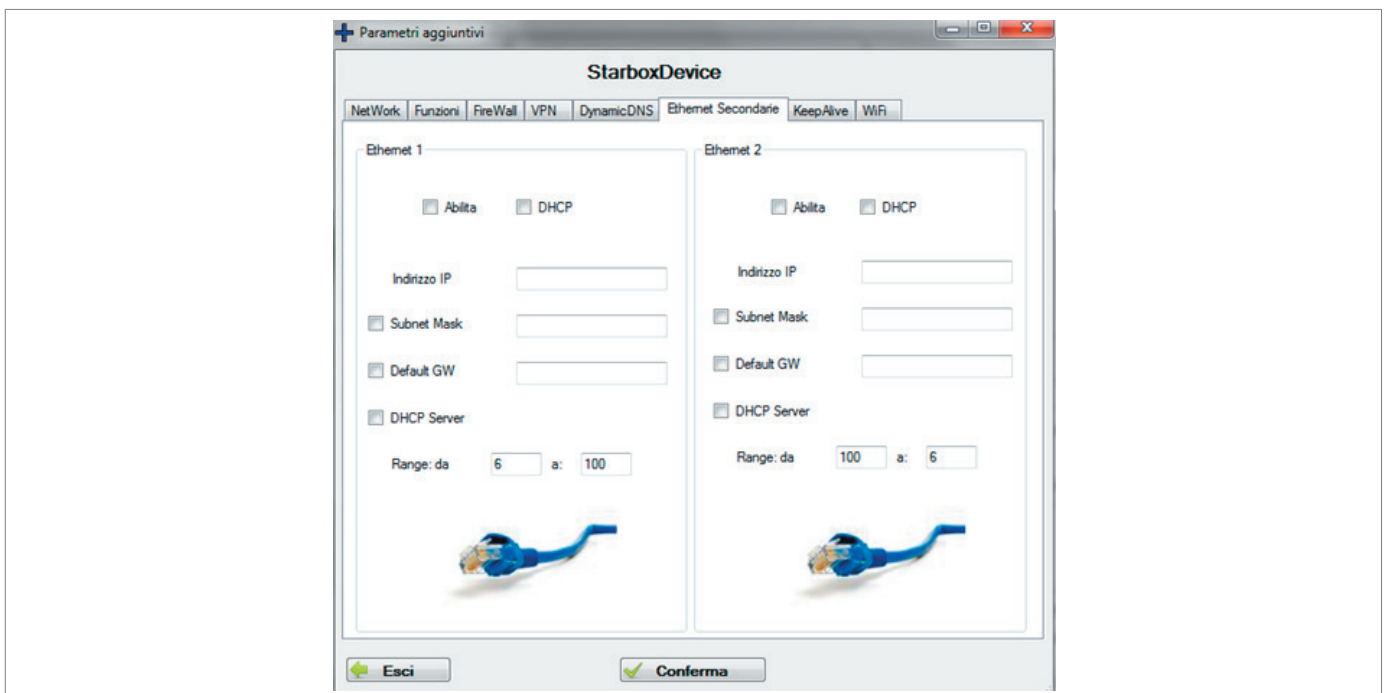 Parametri aggiuntivi
StarboxDevice
NetWork Funzioni FireWall VPN DynamicDNS Ethernet Secondarie KeepAlive WiFi
Ethernet 1
Abilita DHCP
Indirizzo IP
Subnet Mask
Default GW
DHCP Server
Range: da 6 a: 100
Ethernet 2
Abilita DHCP
Indirizzo IP
Subnet Mask
Default GW
DHCP Server
Range: da 100 a: 6
Esci Conferma